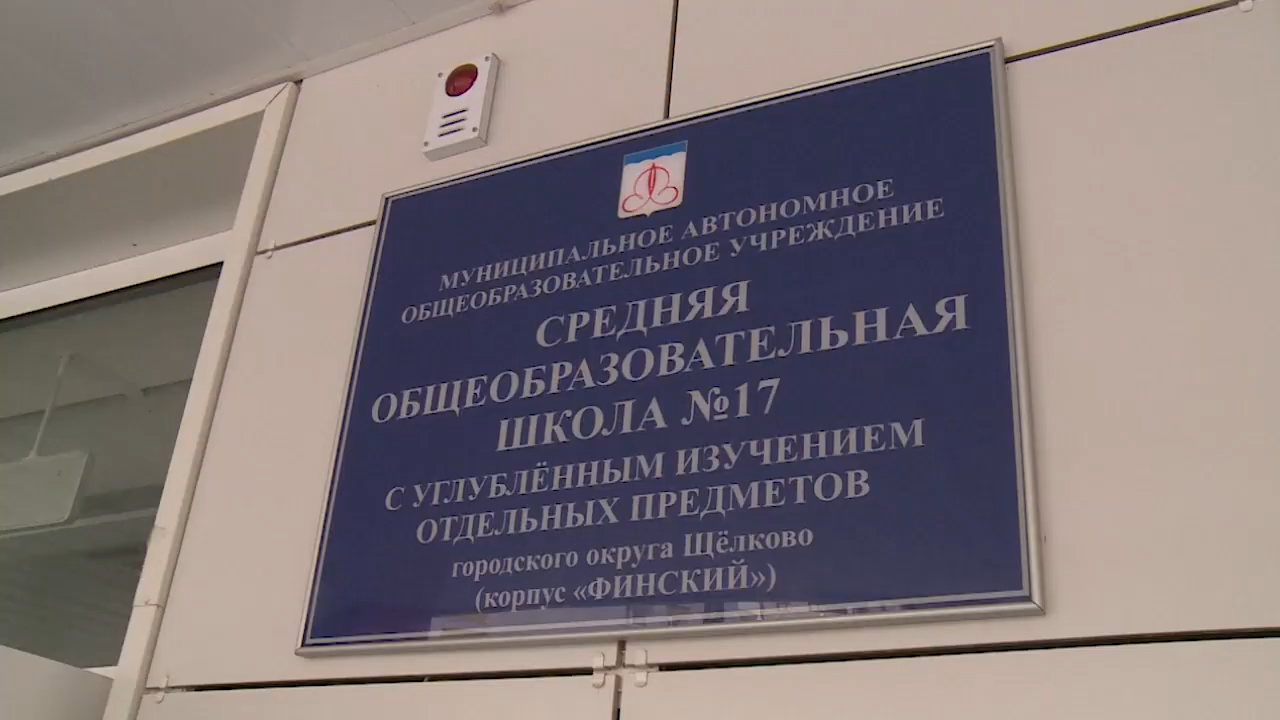 МУНИЦИПАЛЬНОЕ АВТОНОМНОЕ
ОБЩЕОБРАЗОВАТЕЛЬНОЕ УЧРЕЖДЕНИЕ
СРЕДНЯЯ
ОБЩЕОБРАЗОВАТЕЛЬНАЯ
ШКОЛА №17
С УГЛУБЛЁННЫМ ИЗУЧЕНИЕМ
ОТДЕЛЬНЫХ ПРЕДМЕТОВ
городского округа Щёлково
(корпус «ФИНСКИЙ»)